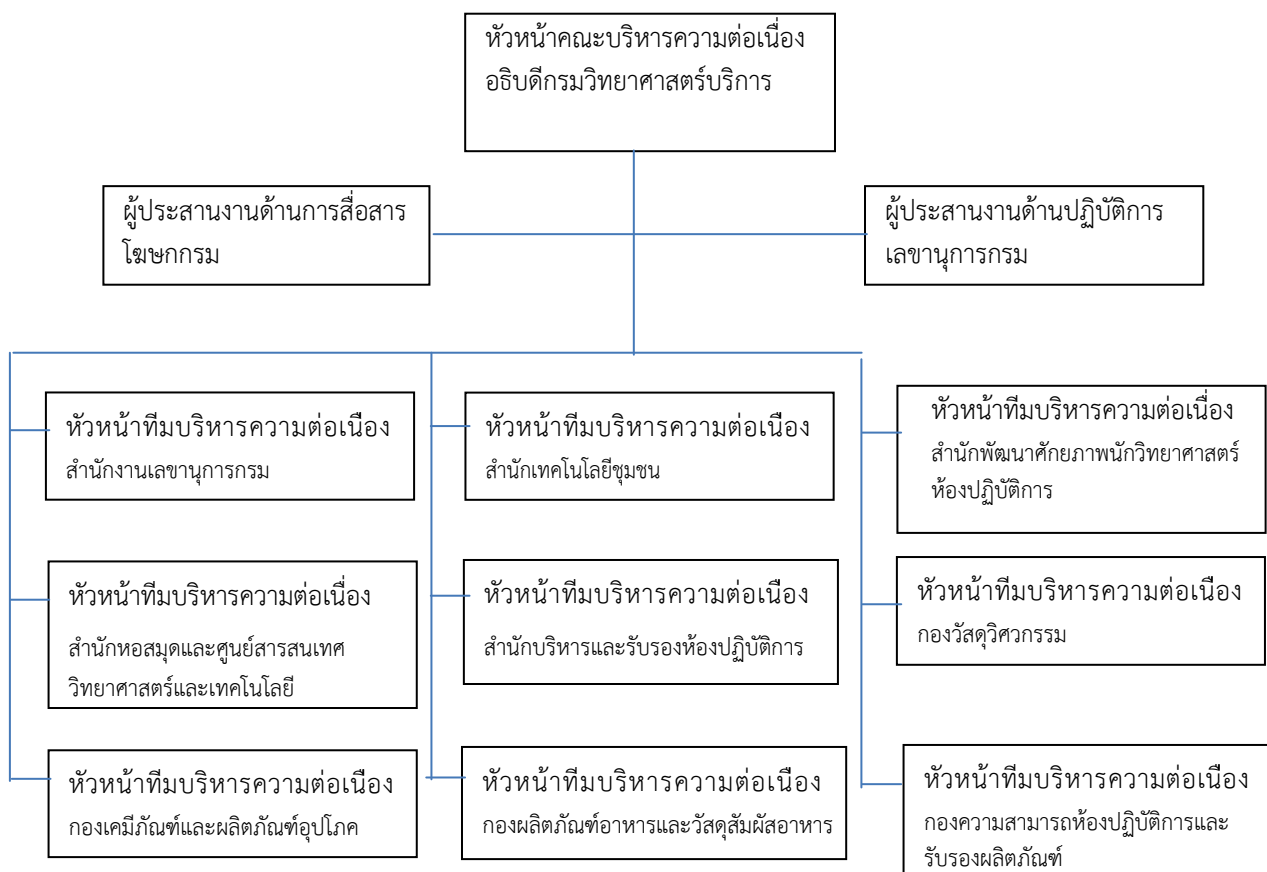 หัวหน้าคณะบริหารความต่อเนื่อง
อธิบดีกรมวิทยาศาสตร์บริการ
ผู้ประสานงานด้านการสื่อสาร
โฆษกกรม
ผู้ประสานงานด้านปฏิบัติการ
เลขานุการกรม
หัวหน้าทีมบริหารความต่อเนื่อง
สำนักงานเลขานุการกรม
หัวหน้าทีมบริหารความต่อเนื่อง
สำนักเทคโนโลยีชุมชน
หัวหน้าทีมบริหารความต่อเนื่อง
สำนักพัฒนาศักยภาพนักวิทยาศาสตร์
ห้องปฏิบัติการ
หัวหน้าทีมบริหารความต่อเนื่อง
สำนักหอสมุดและศูนย์สารสนเทศ
วิทยาศาสตร์และเทคโนโลยี
หัวหน้าทีมบริหารความต่อเนื่อง
สำนักบริหารและรับรองห้องปฏิบัติการ
หัวหน้าทีมบริหารความต่อเนื่อง
กองวัสดุวิศวกรรม
หัวหน้าทีมบริหารความต่อเนื่อง
กองเคมีภัณฑ์และผลิตภัณฑ์อุปโภค
หัวหน้าทีมบริหารความต่อเนื่อง
กองผลิตภัณฑ์อาหารและวัสดุสัมผัสอาหาร
หัวหน้าทีมบริหารความต่อเนื่อง
กองความสามารถห้องปฏิบัติการและ
รับรองผลิตภัณฑ์